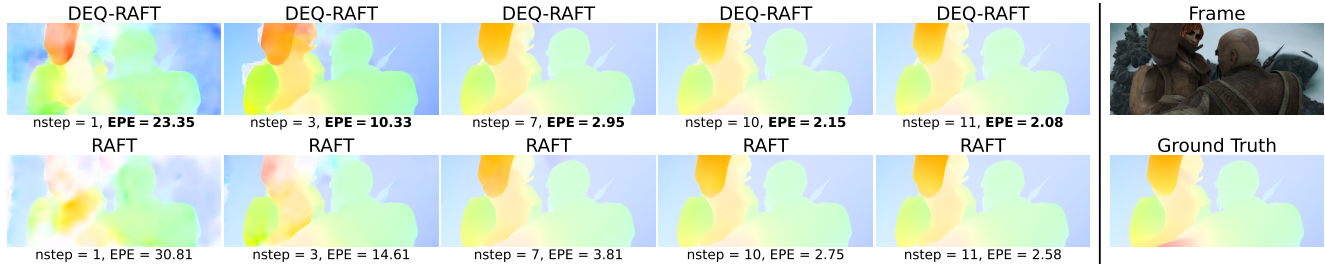 DEQ-RAFT DEQ-RAFT DEQ-RAFT DEQ-RAFT DEQ-RAFT Frame
nstep = 1, EPE = 23.35 nstep = 3, EPE = 10.33 nstep = 7, EPE = 2.95 nstep = 10, EPE = 2.15 nstep = 11, EPE = 2.08
RAFT RAFT RAFT RAFT RAFT Ground Truth
nstep = 1, EPE = 30.81 nstep = 3, EPE = 14.61 nstep = 7, EPE = 3.81 nstep = 10, EPE = 2.75 nstep = 11, EPE = 2.58